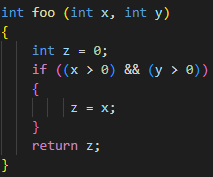 int foo (int x, int y)
{
    int z = 0;
    if ((x > 0) && (y > 0))
    {
        z = x;
    }
    return z;
}